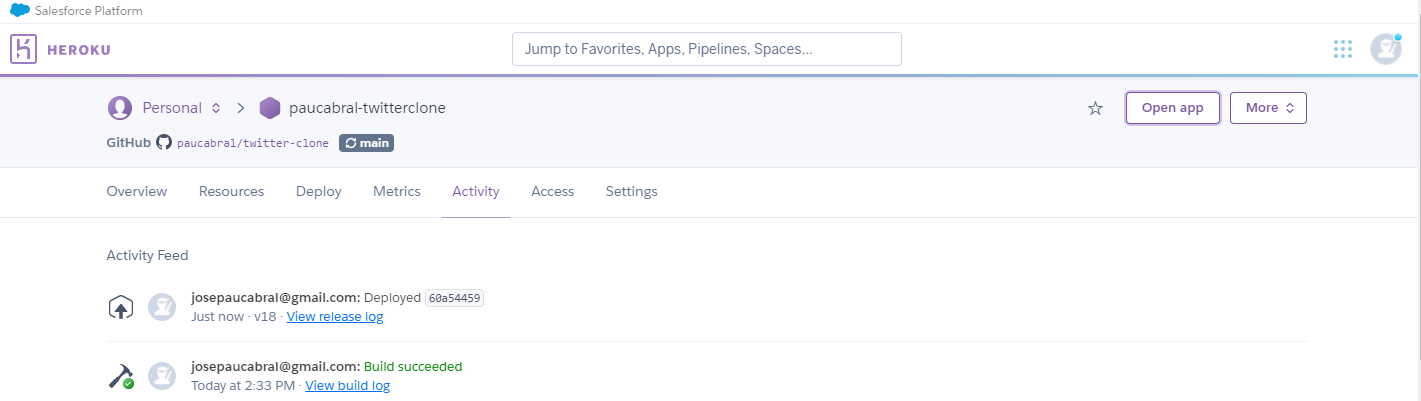 Salesforce Platform
HEROKU
Jump to Favorites, Apps, Pipelines, Spaces...
Personal
paucabral-twitterclone
Open app
More
GitHub paucabral/twitter-clone main
Overview Resources Deploy Metrics Activity Access Settings
Activity Feed
josepaucabral@gmail.com: Deployed 60a54459
Just now · v18 · View release log
josepaucabral@gmail.com: Build succeeded
Today at 2:33 PM · View build log